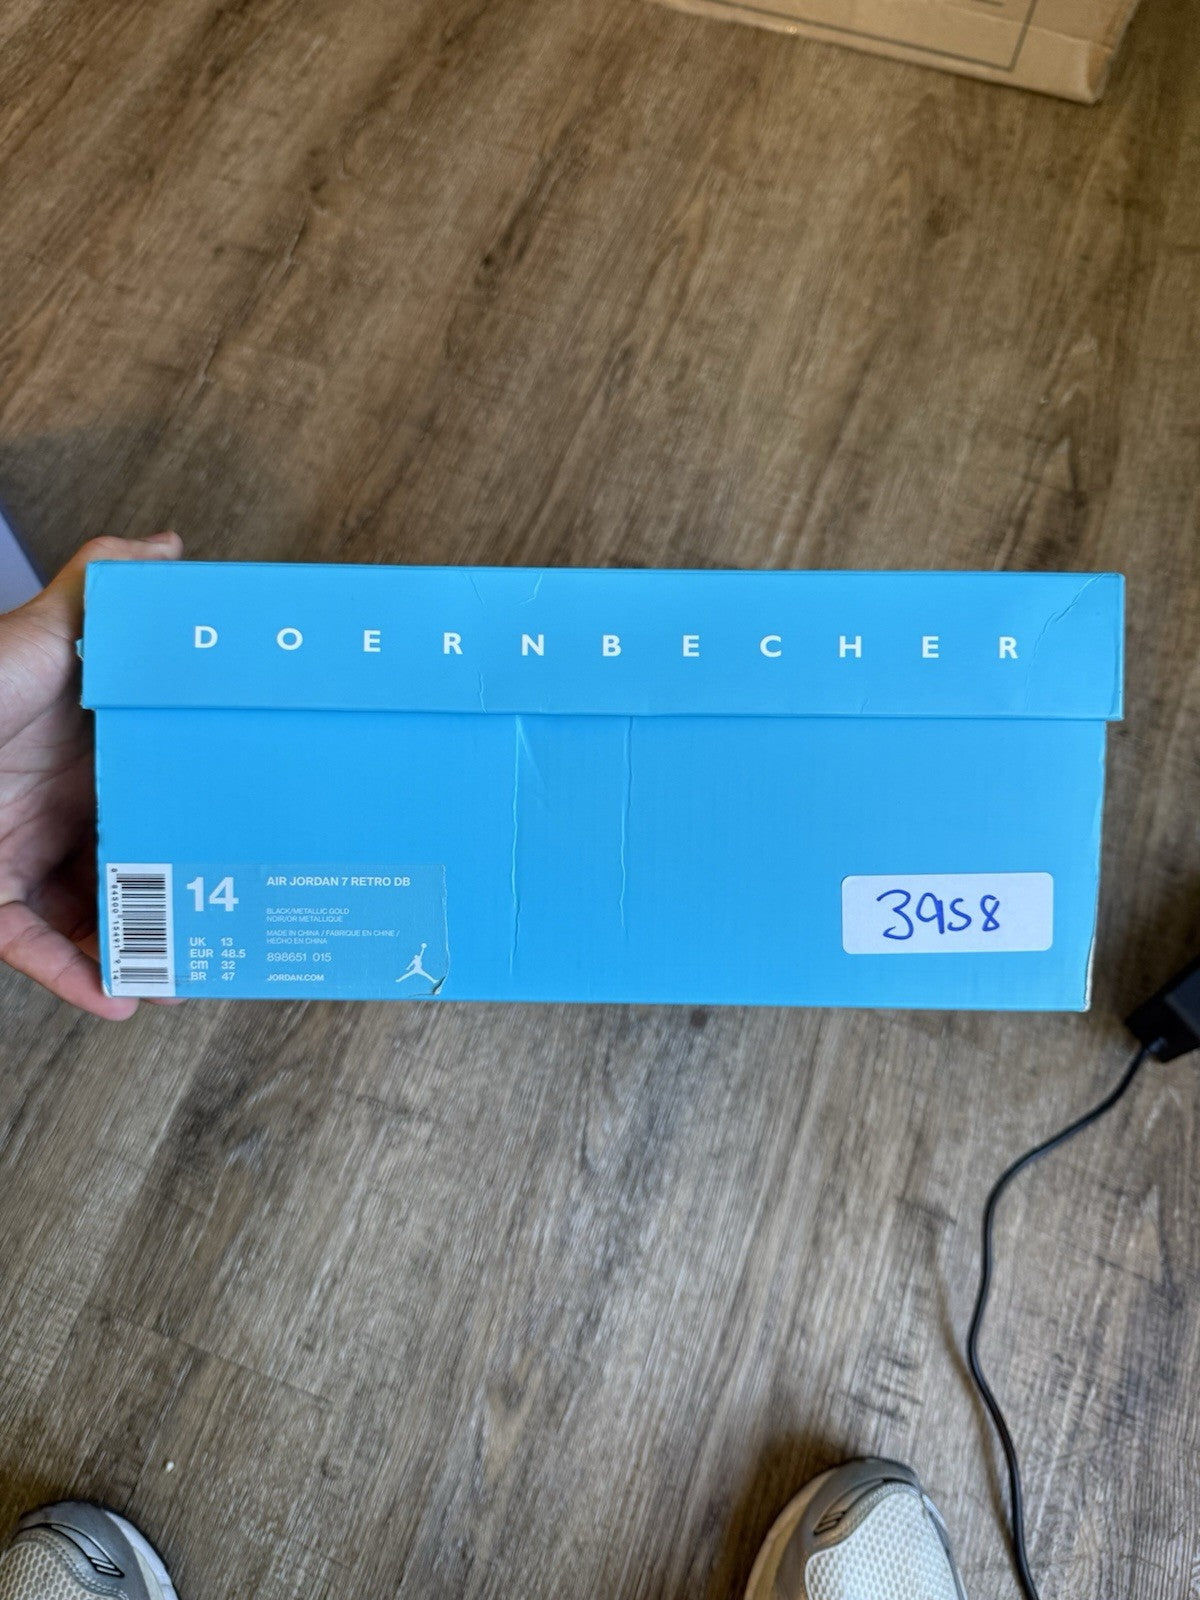 DOERNBECHER
14
AIR JORDAN 7 RETRO DB
BLACK/METALLIC GOLD
NOIR/OR METALLIQUE
MADE IN CHINA / FABRIQUE EN CHINE /
HECHO EN CHINA
898651 015
JORDAN.COM
UK 13
EUR 48.5
cm 32
BR 47
3958